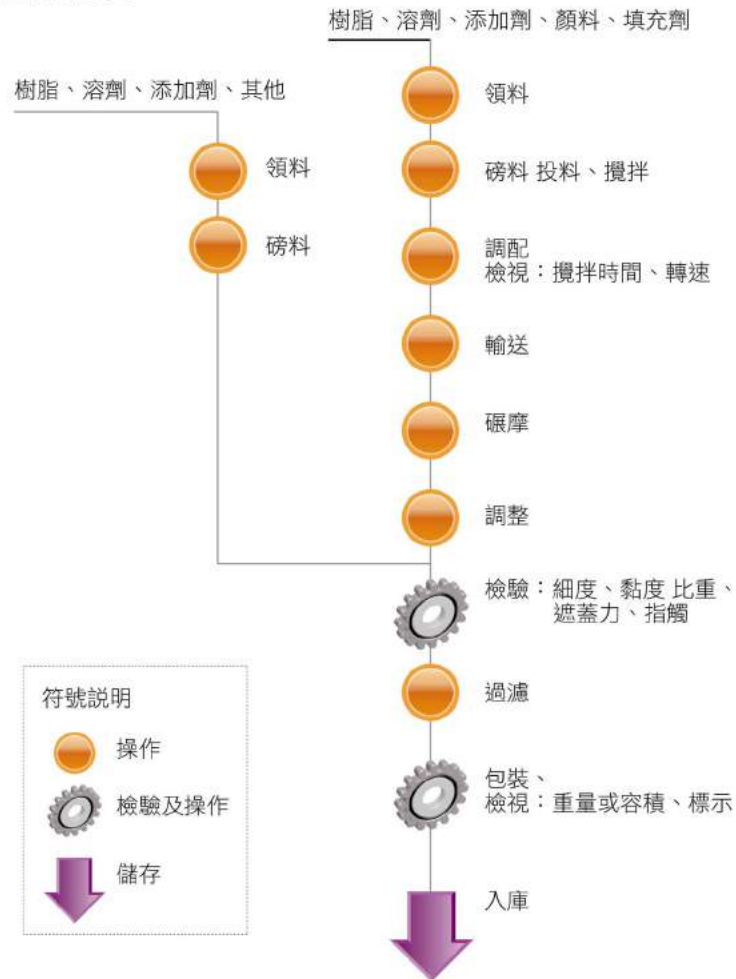 樹脂、溶劑、添加劑、顏料、填充劑
樹脂、溶劑、添加劑、其他
領料
磅料
領料
磅料 投料、攪拌
調配
檢視：攪拌時間、轉速
輸送
碾摩
調整
檢驗：細度、黏度 比重、
遮蓋力、指觸
過濾
包裝、
檢視：重量或容積、標示
入庫
符號説明
操作
檢驗及操作
儲存